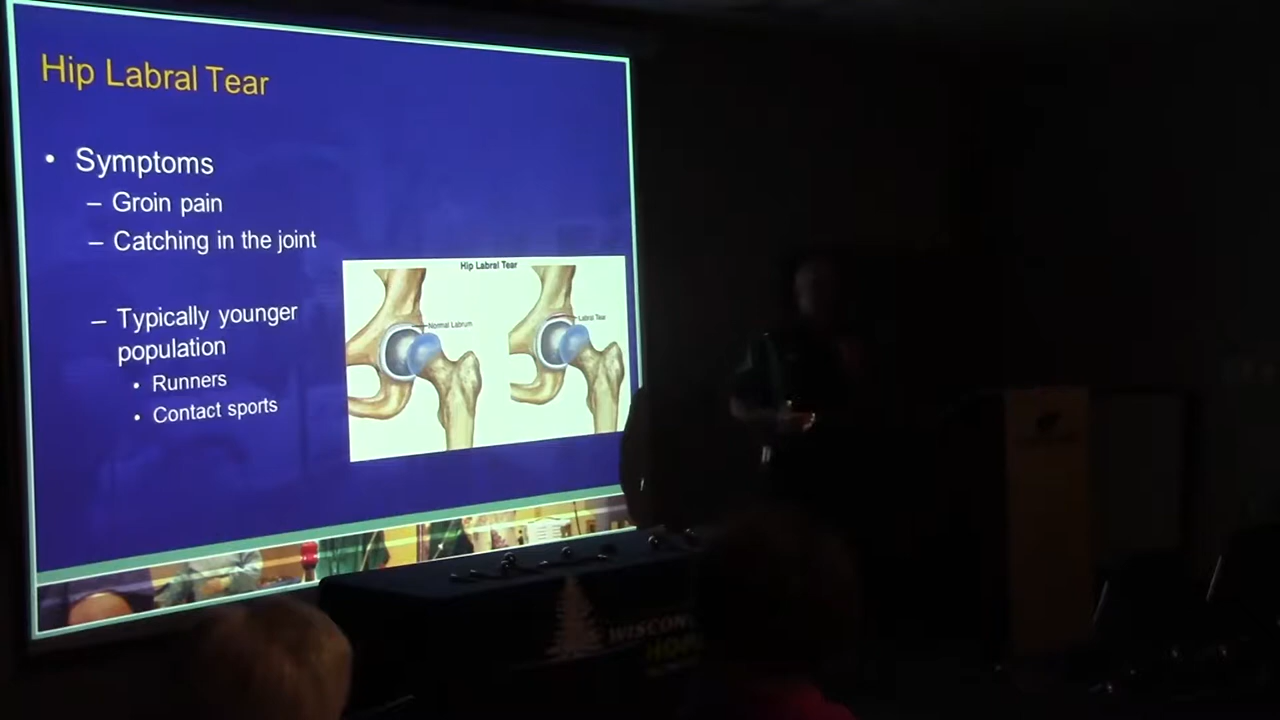 Hip Labral Tear
• Symptoms
– Groin pain
– Catching in the joint
– Typically younger
population
• Runners
• Contact sports
Hip Labral Tear
Normal Labrum
Labral Tear